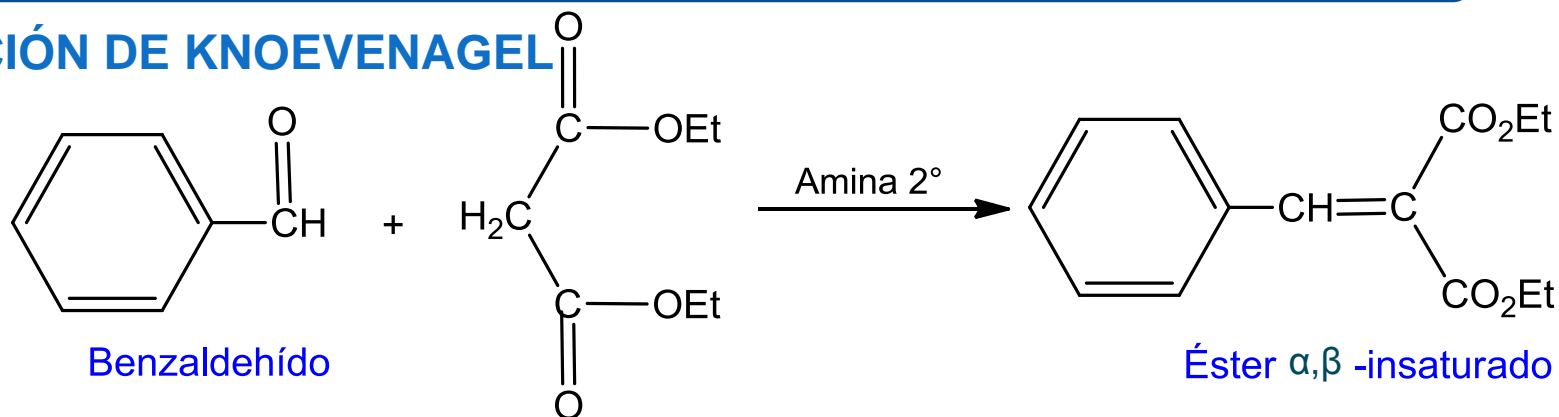 CIÓN DE KNOEVENAGEL
O
C OEt
O
CH + H₂C
C OEt
O
Amina 2°
CH C
CO₂Et
CO₂Et
Benzaldehído
Éster α,β -insaturado